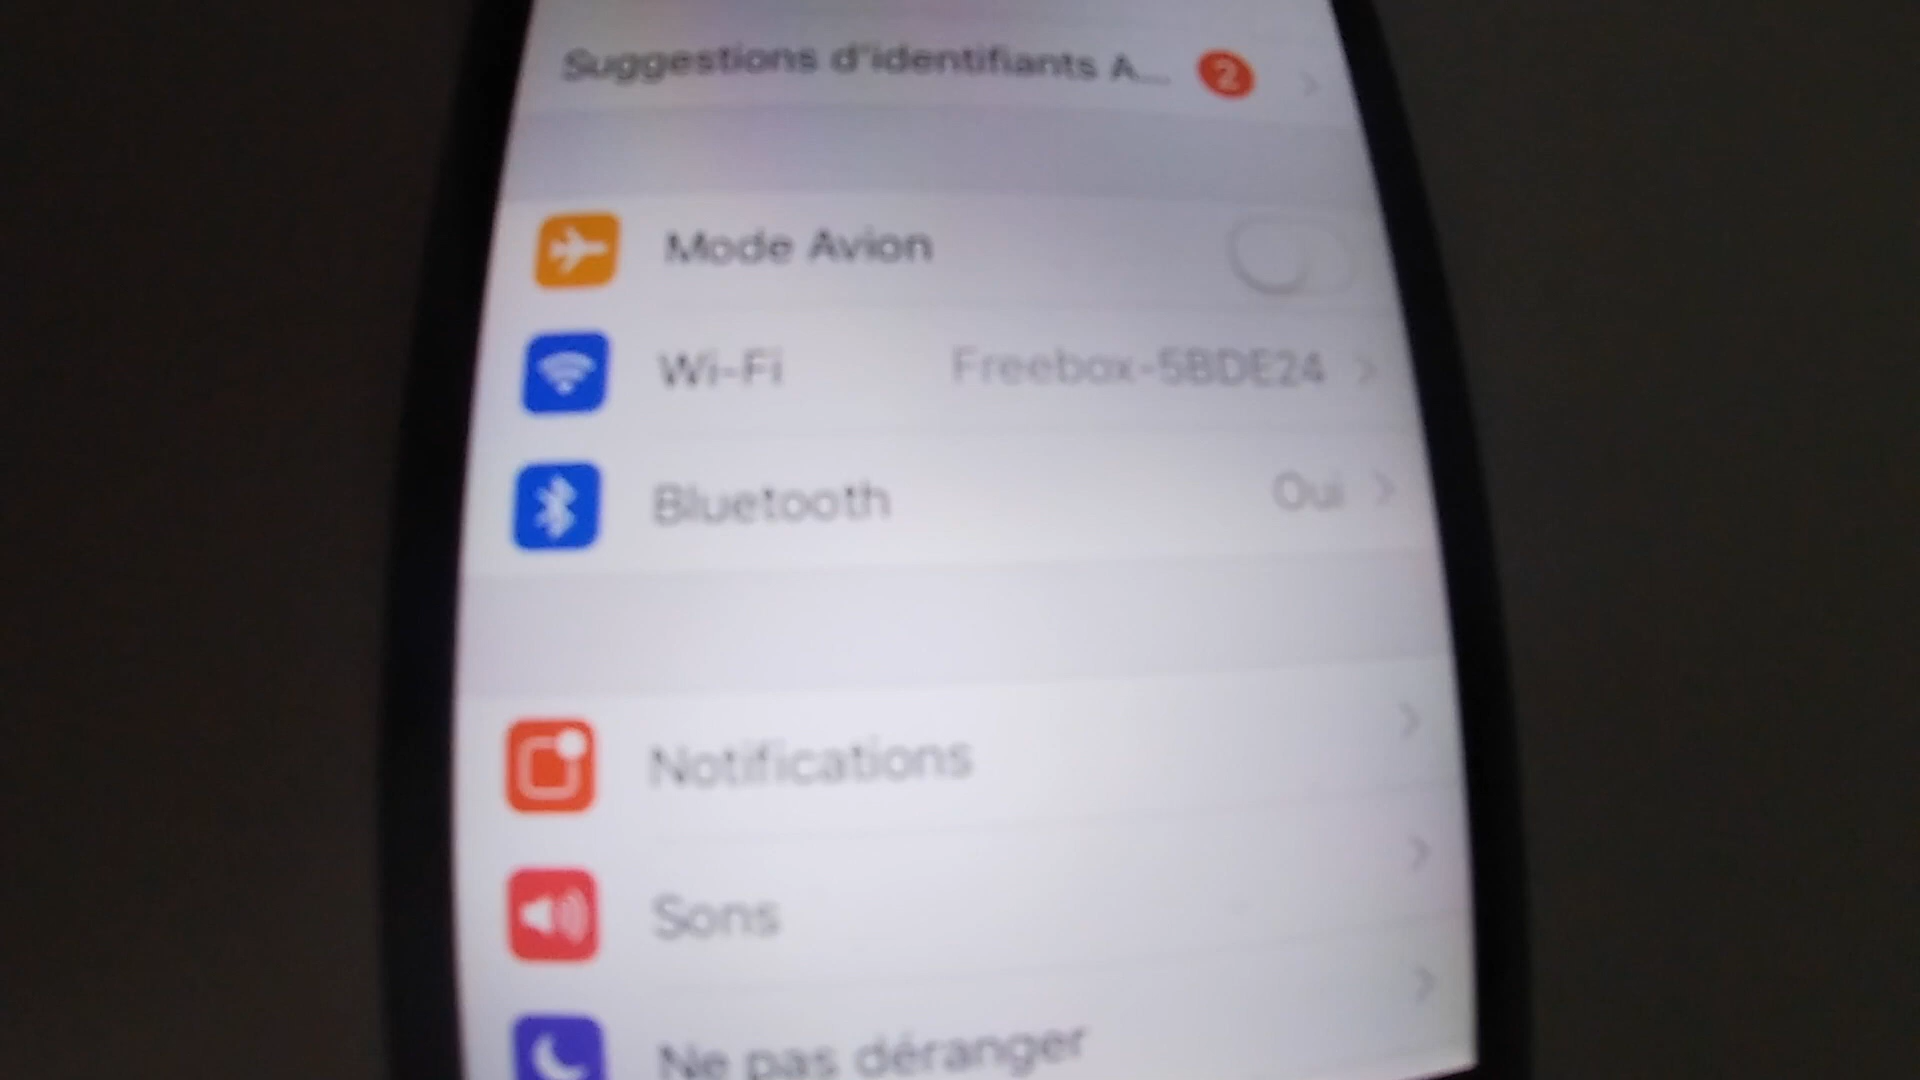 Suggestions d'identifiants A... 2
Mode Avion
Wi-Fi Freebox-5BDE24
Bluetooth Oui
Notifications
Sons
Ne pas déranger